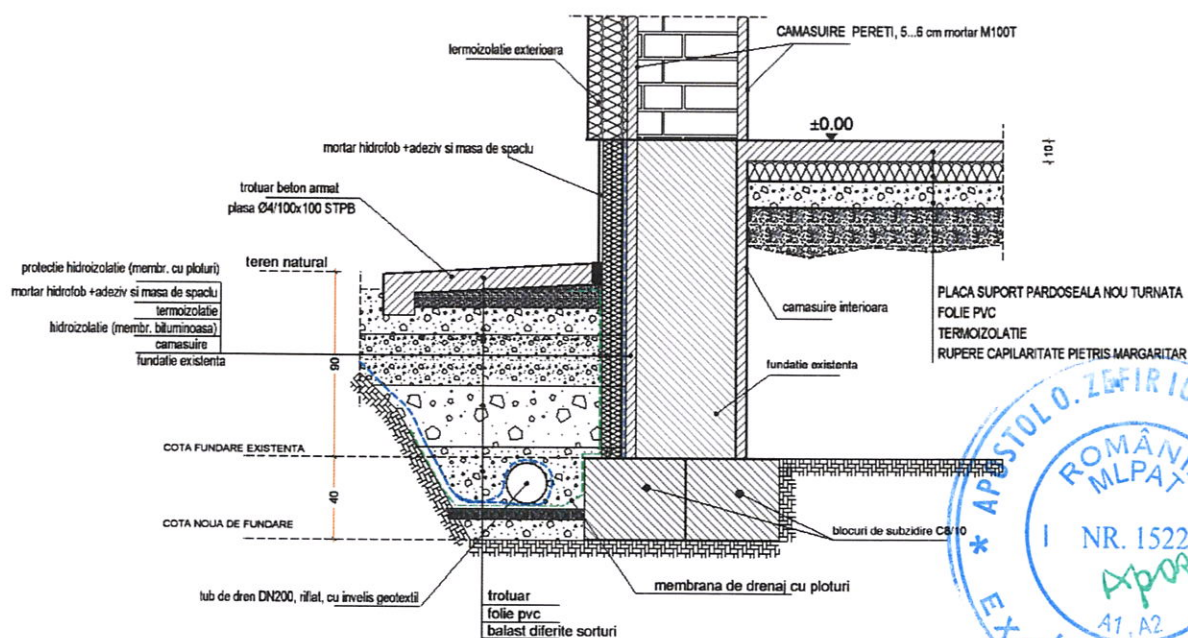 termoizolatie exterioara
CAMASUIRE PERETI, 5...6 cm mortar M100T
±0.00
10
mortar hidrofob +adeziv si masa de spaclu
trotuar beton armat
plasa Ø4/100x100 STPB
teren natural
protectie hidroizolatie (membr. cu ploturi)
mortar hidrofob +adeziv si masa de spaclu
termoizolatie
hidroizolatie (membr. bituminoasa)
camasuire
fundatie existenta
camasuire interioara
PLACA SUPORT PARDOSEALA NOU TURNATA
FOLIE PVC
TERMOIZOLATIE
RUPERE CAPILARITATE PIETRIS MARGARITAR
fundatie existenta
90
COTA FUNDARE EXISTENTA
40
COTA NOUA DE FUNDARE
blocuri de subzidire C8/10
tub de dren DN200, riflat, cu invelis geotextil
membrana de drenaj cu ploturi
trotuar
folie pvc
balast diferite sorturi
* APOSTOL O. ZEFIR
ROMÂNI
MLPAT
I NR. 1522
A1, A2
EX